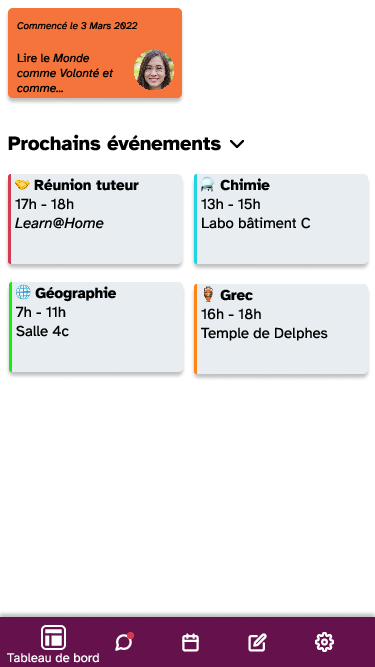 Commencé le 3 Mars 2022
Lire le Monde
comme Volonté et
comme...
Prochains événements
Réunion tuteur
17h - 18h
Learn@Home
Chimie
13h - 15h
Labo bâtiment C
Géographie
7h - 11h
Salle 4c
Grec
16h - 18h
Temple de Delphes
Tableau de bord